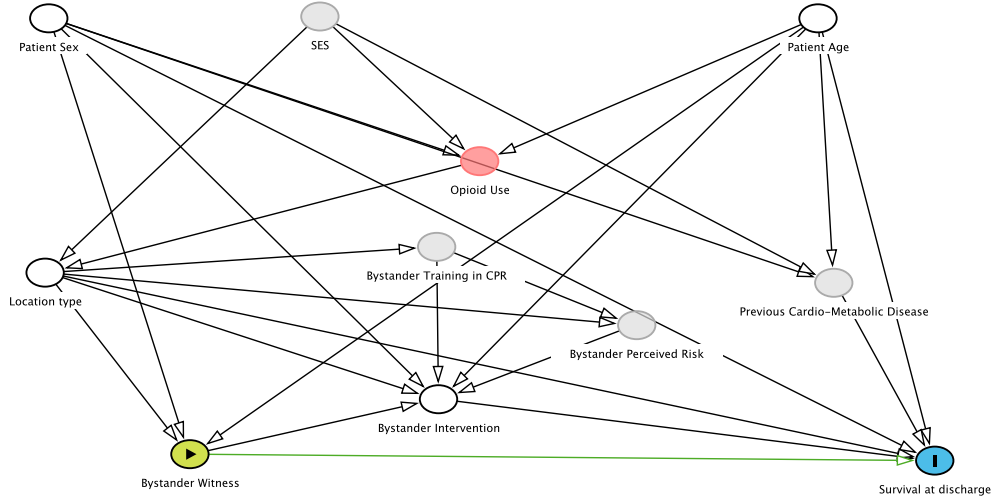 Patient Sex
SES
Patient Age
Opioid Use
Bystander Training in CPR
Location type
Previous Cardio-Metabolic Disease
Bystander Perceived Risk
Bystander Intervention
Bystander Witness
Survival at discharge